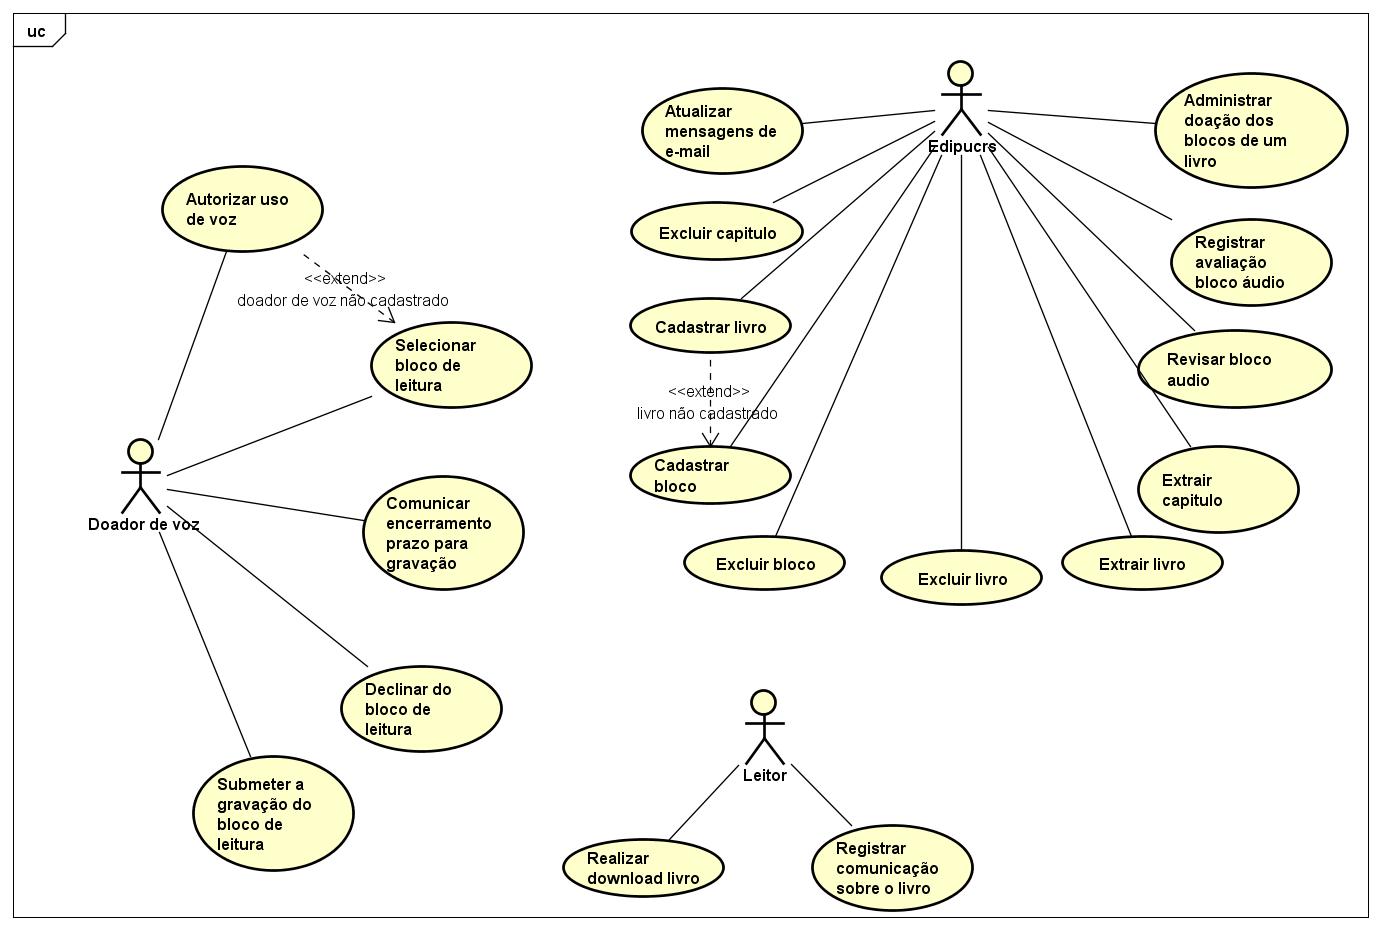 uc
Autorizar uso
de voz
<<extend>>
doador de voz não cadastrado
Selecionar
bloco de
leitura
Doador de voz
Comunicar
encerramento
prazo para
gravação
Declinar do
bloco de
leitura
Submeter a
gravação do
bloco de
leitura
Edipucrs
Atualizar
mensagens de
e-mail
Excluir capitulo
Cadastrar livro
<<extend>>
livro não cadastrado
Cadastrar
bloco
Excluir bloco
Excluir livro
Extrair livro
Extrair
capitulo
Revisar bloco
audio
Registrar
avaliação
bloco áudio
Administrar
doação dos
blocos de um
livro
Leitor
Realizar
download livro
Registrar
comunicação
sobre o livro